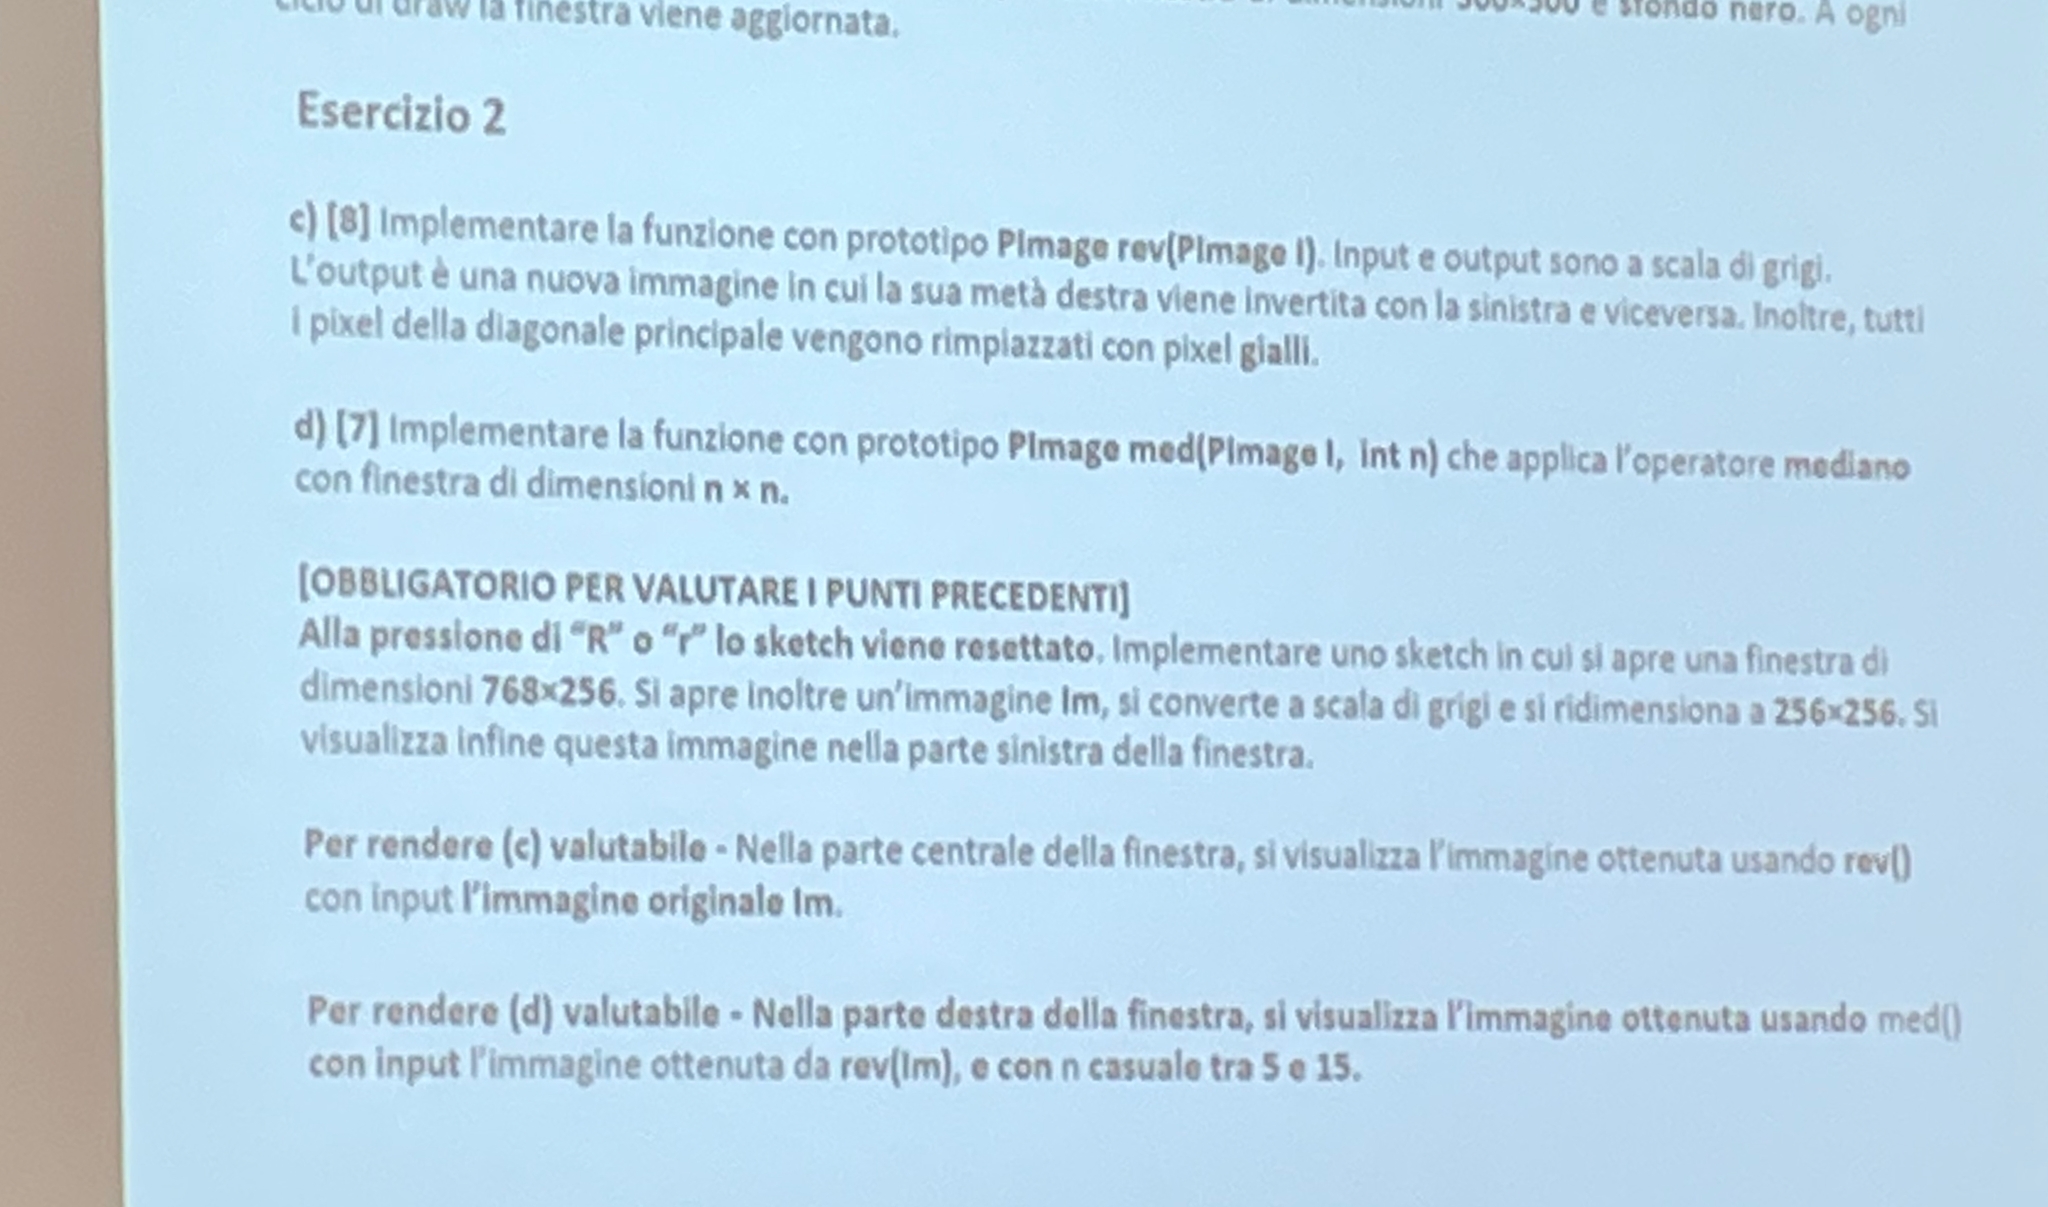 ciclo di draw la finestra viene aggiornata. 500×500 e sfondo nero. A ogni
Esercizio 2
c) [8] Implementare la funzione con prototipo PImage rev(PImage I). Input e output sono a scala di grigi.
L'output è una nuova immagine in cui la sua metà destra viene invertita con la sinistra e viceversa. Inoltre, tutti
i pixel della diagonale principale vengono rimpiazzati con pixel gialli.
d) [7] Implementare la funzione con prototipo PImage med(PImage I, int n) che applica l'operatore mediano
con finestra di dimensioni n × n.
[OBBLIGATORIO PER VALUTARE I PUNTI PRECEDENTI]
Alla pressione di "R" o "r" lo sketch viene resettato. Implementare uno sketch in cui si apre una finestra di
dimensioni 768×256. Si apre inoltre un'immagine Im, si converte a scala di grigi e si ridimensiona a 256×256. Si
visualizza infine questa immagine nella parte sinistra della finestra.
Per rendere (c) valutabile - Nella parte centrale della finestra, si visualizza l'immagine ottenuta usando rev()
con input l'immagine originale Im.
Per rendere (d) valutabile - Nella parte destra della finestra, si visualizza l'immagine ottenuta usando med()
con input l'immagine ottenuta da rev(Im), e con n casuale tra 5 e 15.